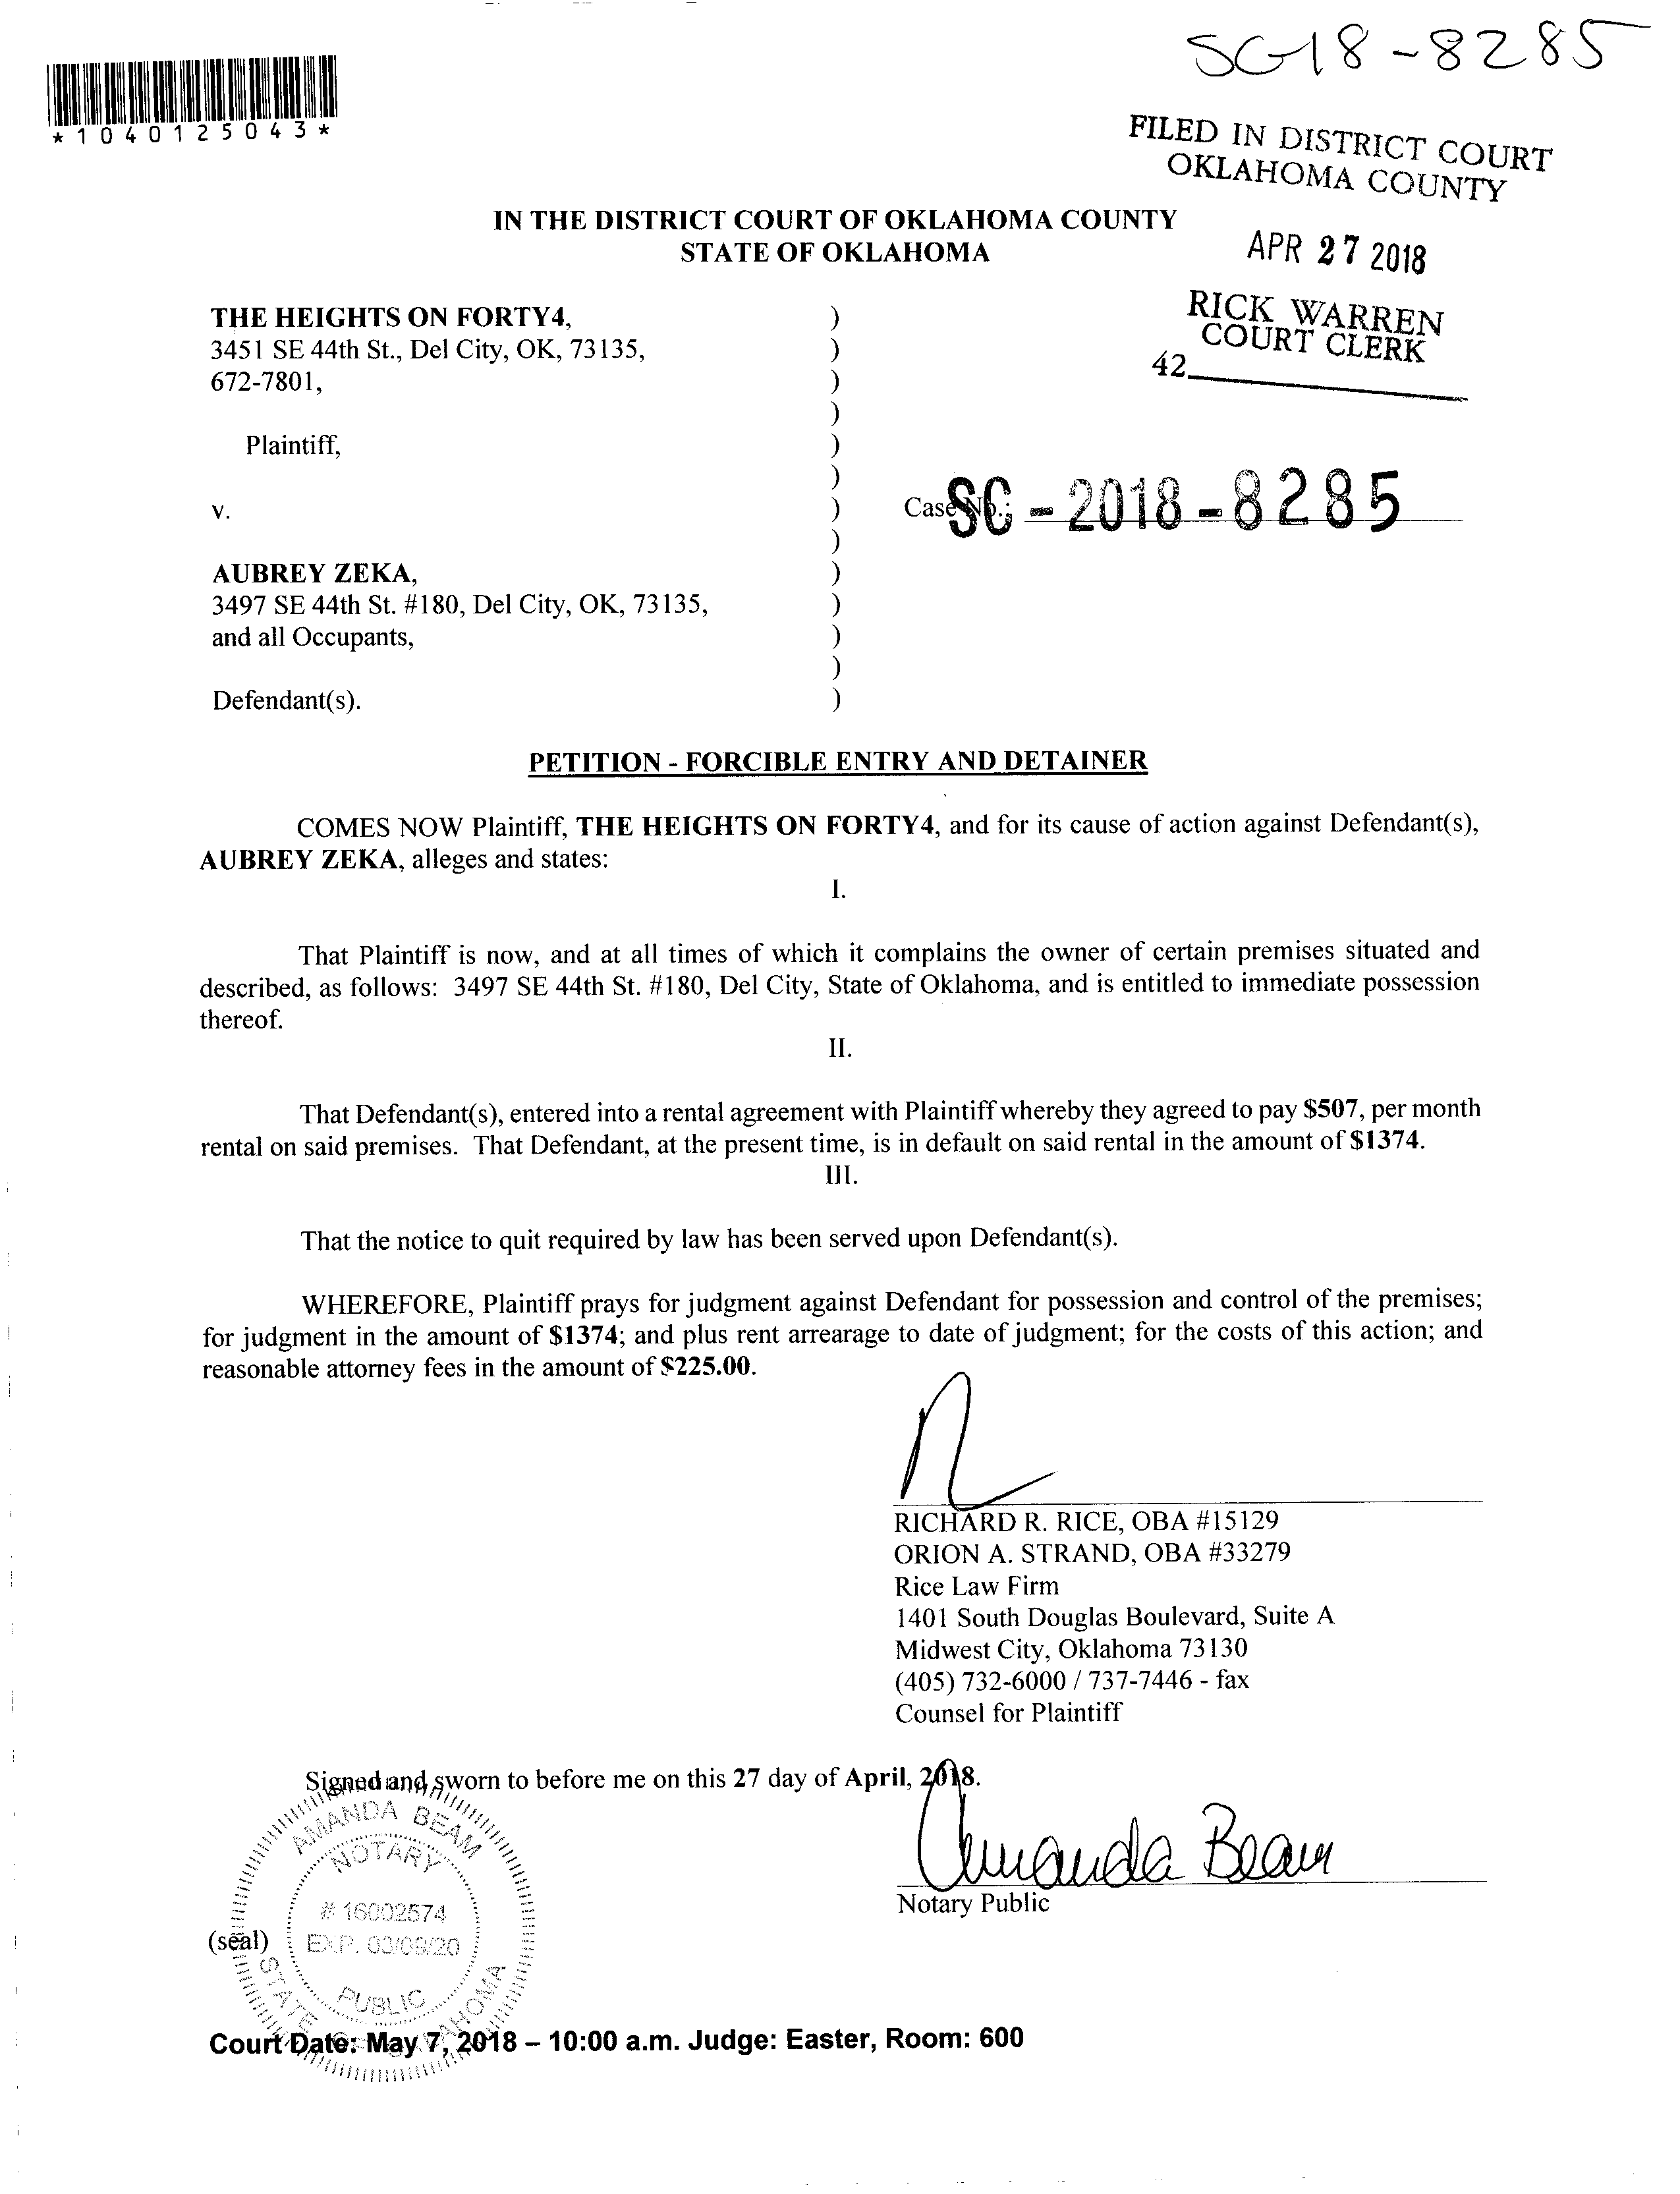 SC-18-8285
*1040125043*
FILED IN DISTRICT COURT
OKLAHOMA COUNTY
IN THE DISTRICT COURT OF OKLAHOMA COUNTY
STATE OF OKLAHOMA
APR 27 2018
RICK WARREN
COURT CLERK
42
THE HEIGHTS ON FORTY4, )
3451 SE 44th St., Del City, OK, 73135, )
672-7801, )
)
Plaintiff, )
)
v. ) Case No.: SC-2018-8285
)
AUBREY ZEKA, )
3497 SE 44th St. #180, Del City, OK, 73135, )
and all Occupants, )
)
Defendant(s). )
PETITION - FORCIBLE ENTRY AND DETAINER
COMES NOW Plaintiff, THE HEIGHTS ON FORTY4, and for its cause of action against Defendant(s),
AUBREY ZEKA, alleges and states:
I.
That Plaintiff is now, and at all times of which it complains the owner of certain premises situated and
described, as follows: 3497 SE 44th St. #180, Del City, State of Oklahoma, and is entitled to immediate possession
thereof.
II.
That Defendant(s), entered into a rental agreement with Plaintiff whereby they agreed to pay $507, per month
rental on said premises. That Defendant, at the present time, is in default on said rental in the amount of $1374.
III.
That the notice to quit required by law has been served upon Defendant(s).
WHEREFORE, Plaintiff prays for judgment against Defendant for possession and control of the premises;
for judgment in the amount of $1374; and plus rent arrearage to date of judgment; for the costs of this action; and
reasonable attorney fees in the amount of $225.00.
RICHARD R. RICE, OBA #15129
ORION A. STRAND, OBA #33279
Rice Law Firm
1401 South Douglas Boulevard, Suite A
Midwest City, Oklahoma 73130
(405) 732-6000 / 737-7446 - fax
Counsel for Plaintiff
Signed and sworn to before me on this 27 day of April, 2018.
Amanda Beam
Notary Public
AMANDA BEAM
NOTARY
# 16002574
EXP. 03/09/20
PUBLIC
STATE OF OKLAHOMA
(seal)
Court Date: May 7, 2018 – 10:00 a.m. Judge: Easter, Room: 600